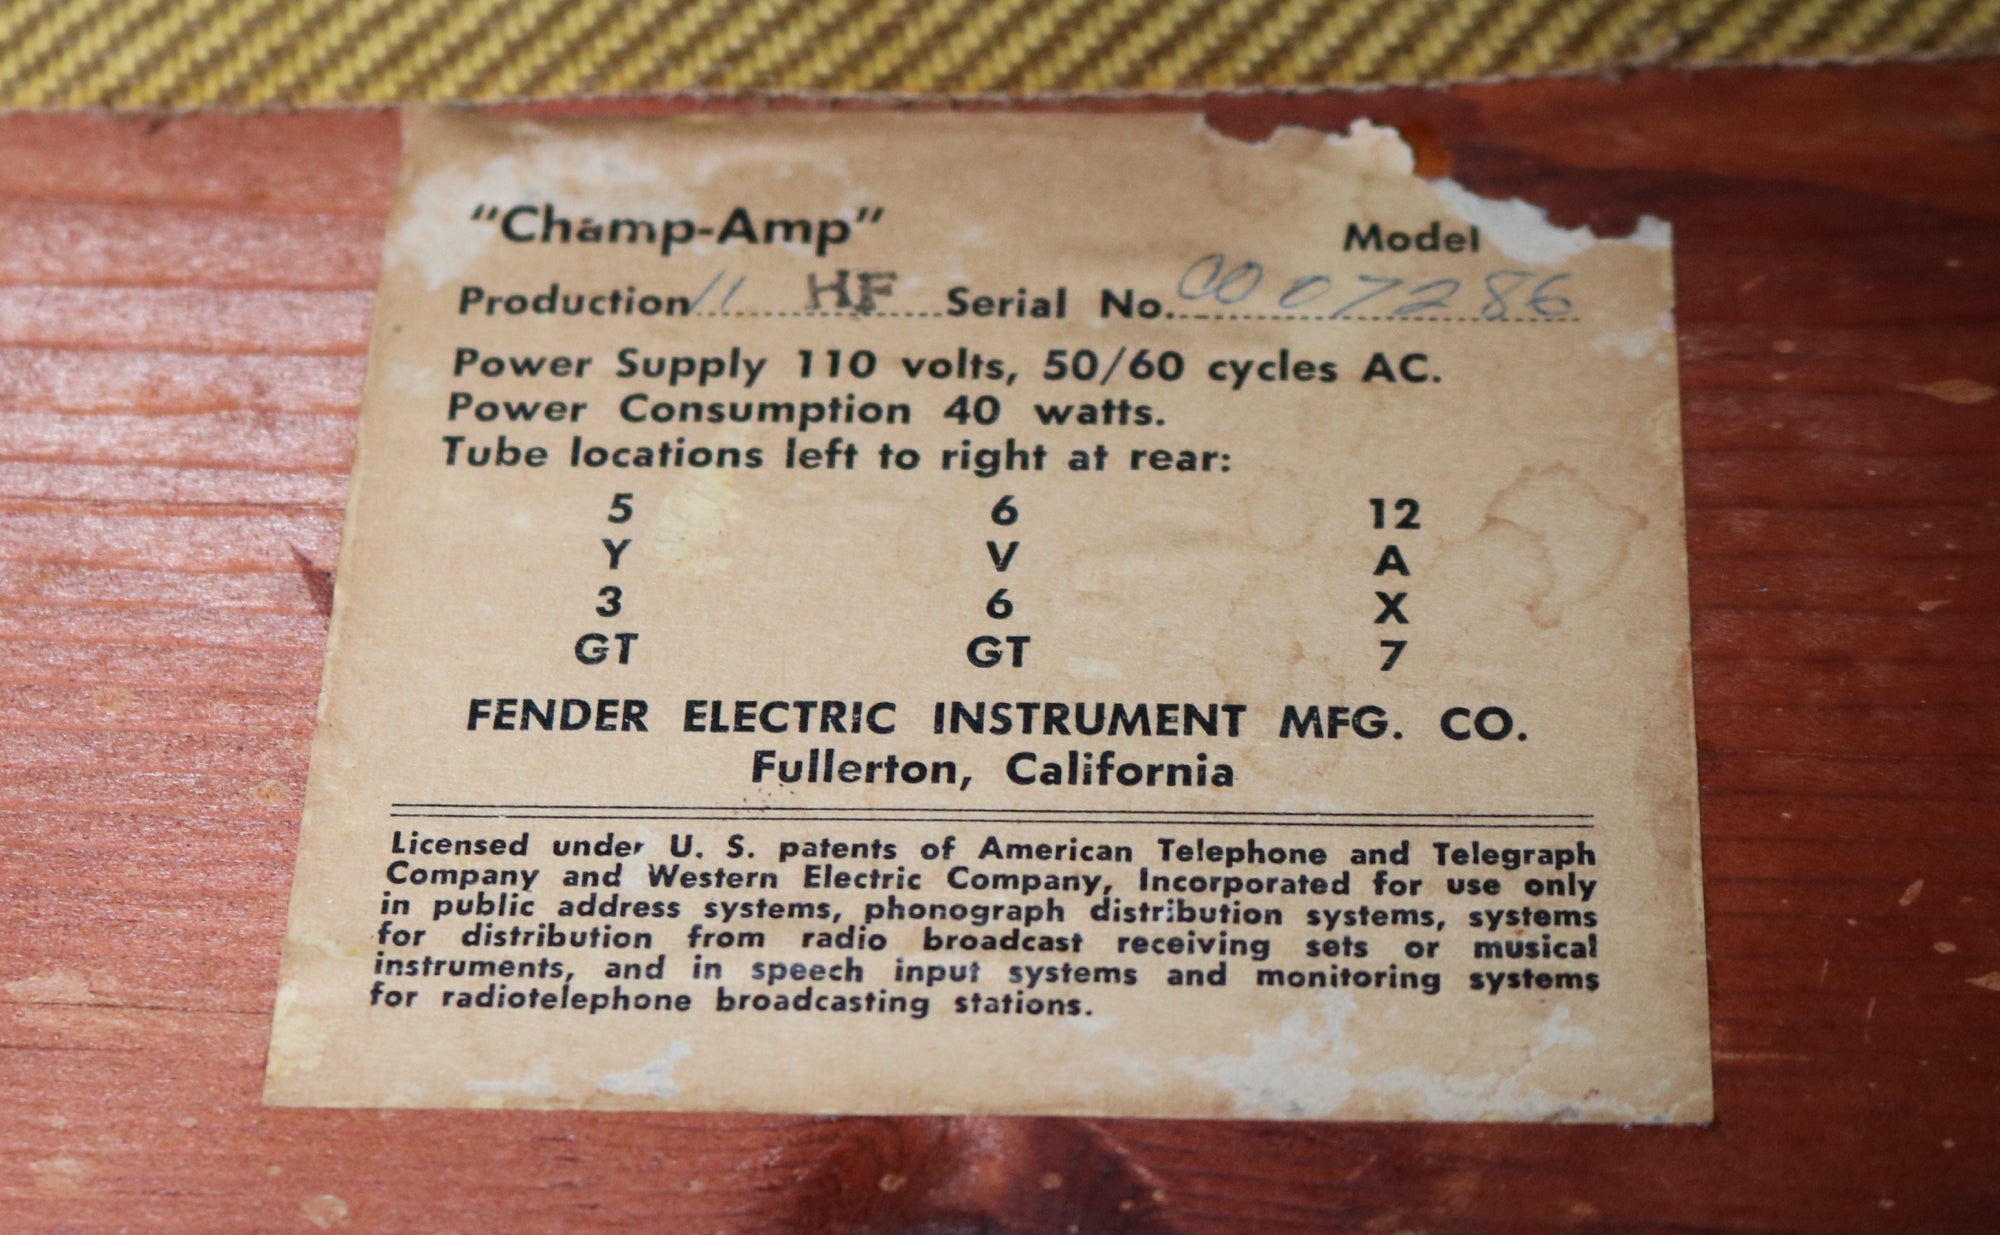 "Champ-Amp" Model
Production 11 HF Serial No. CO 07286
Power Supply 110 volts, 50/60 cycles AC.
Power Consumption 40 watts.
Tube locations left to right at rear:
5 6 12
Y V A
3 6 X
GT GT 7
FENDER ELECTRIC INSTRUMENT MFG. CO.
Fullerton, California
Licensed under U. S. patents of American Telephone and Telegraph
Company and Western Electric Company, Incorporated for use only
in public address systems, phonograph distribution systems, systems
for distribution from radio broadcast receiving sets or musical
instruments, and in speech input systems and monitoring systems
for radiotelephone broadcasting stations.